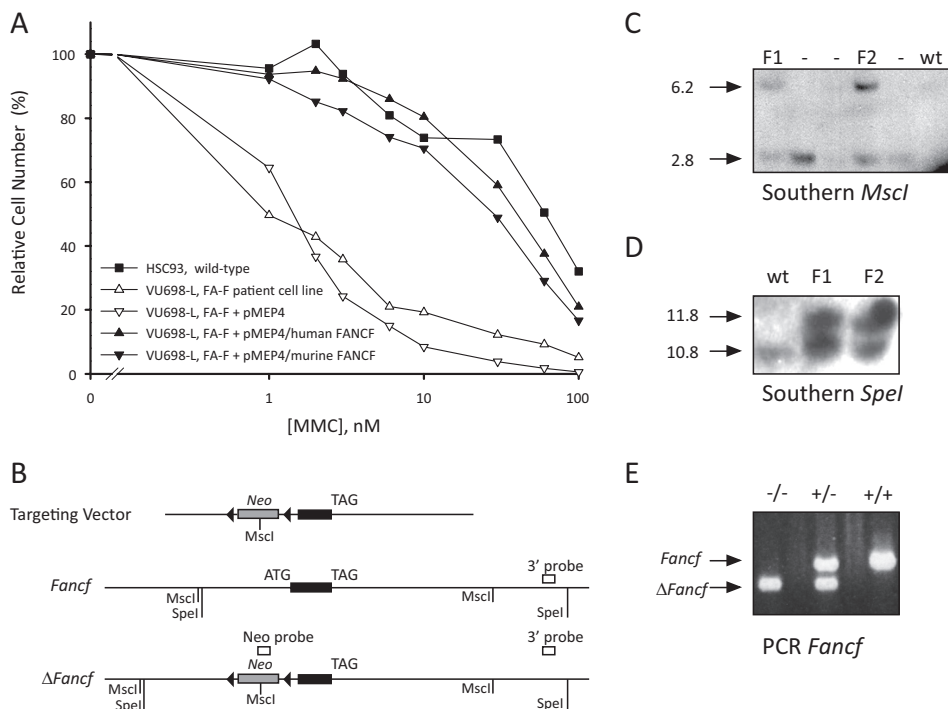 A
Relative Cell Number (%)
100
80
60
40
20
0
0
1
10
100
[MMC], nM
HSC93, wild-type
VU698-L, FA-F patient cell line
VU698-L, FA-F + pMEP4
VU698-L, FA-F + pMEP4/human FANCF
VU698-L, FA-F + pMEP4/murine FANCF
B
Targeting Vector
Neo
TAG
MscI
Fancf
ATG
TAG
3' probe
MscI
SpeI
MscI
SpeI
Neo probe
3' probe
ΔFancf
Neo
TAG
MscI
SpeI
MscI
MscI
SpeI
C
F1 - - F2 - wt
6.2
2.8
Southern MscI
D
wt F1 F2
11.8
10.8
Southern SpeI
E
-/- +/- +/+
Fancf
ΔFancf
PCR Fancf